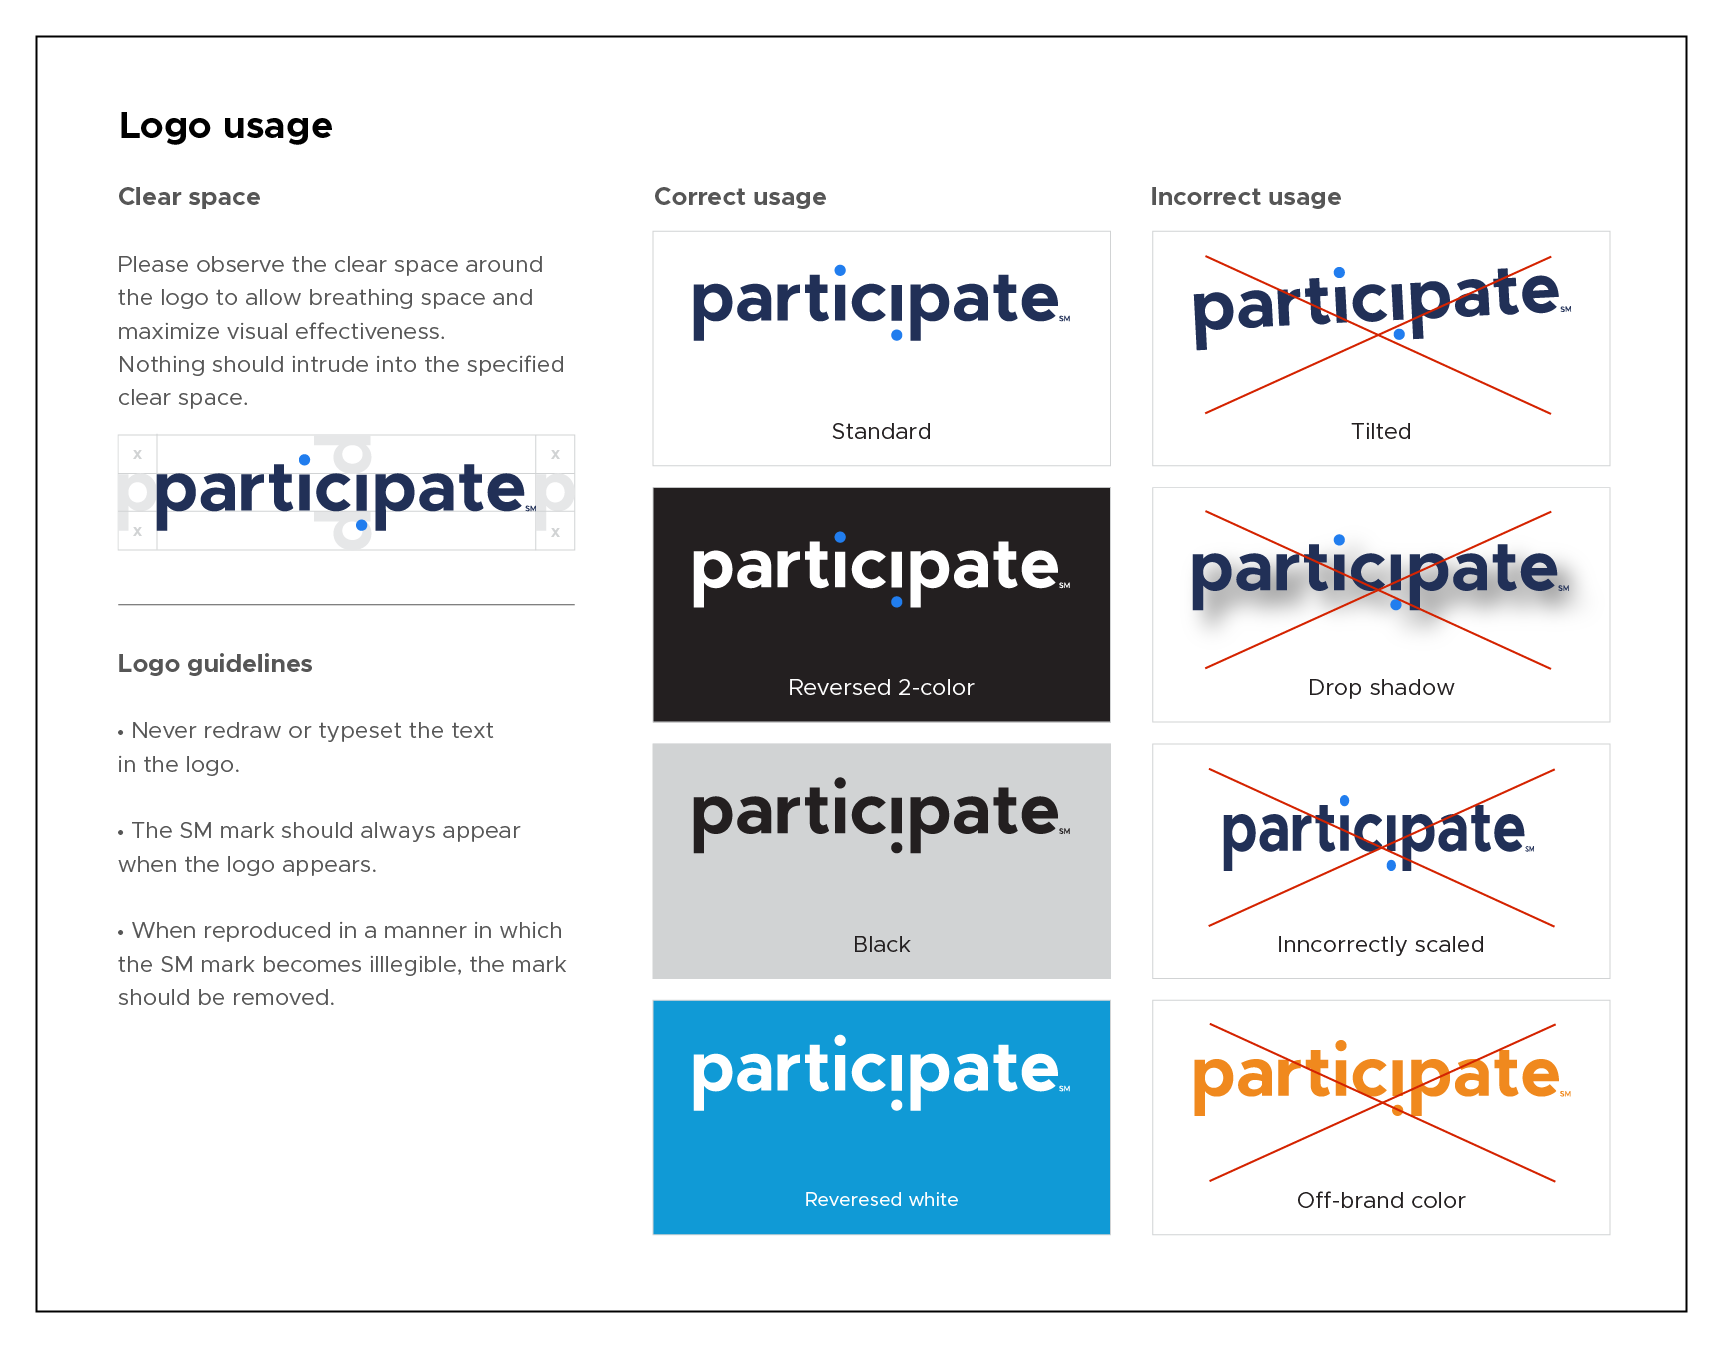 Logo usage
Clear space
Please observe the clear space around
the logo to allow breathing space and
maximize visual effectiveness.
Nothing should intrude into the specified
clear space.
x
x
p
p
participate SM
p
p
x
x
Logo guidelines
• Never redraw or typeset the text
in the logo.
• The SM mark should always appear
when the logo appears.
• When reproduced in a manner in which
the SM mark becomes illlegible, the mark
should be removed.
Correct usage
participate SM
Standard
participate SM
Reversed 2-color
participate SM
Black
participate SM
Reveresed white
Incorrect usage
participate SM
Tilted
participate SM
Drop shadow
participate SM
Inncorrectly scaled
participate SM
Off-brand color